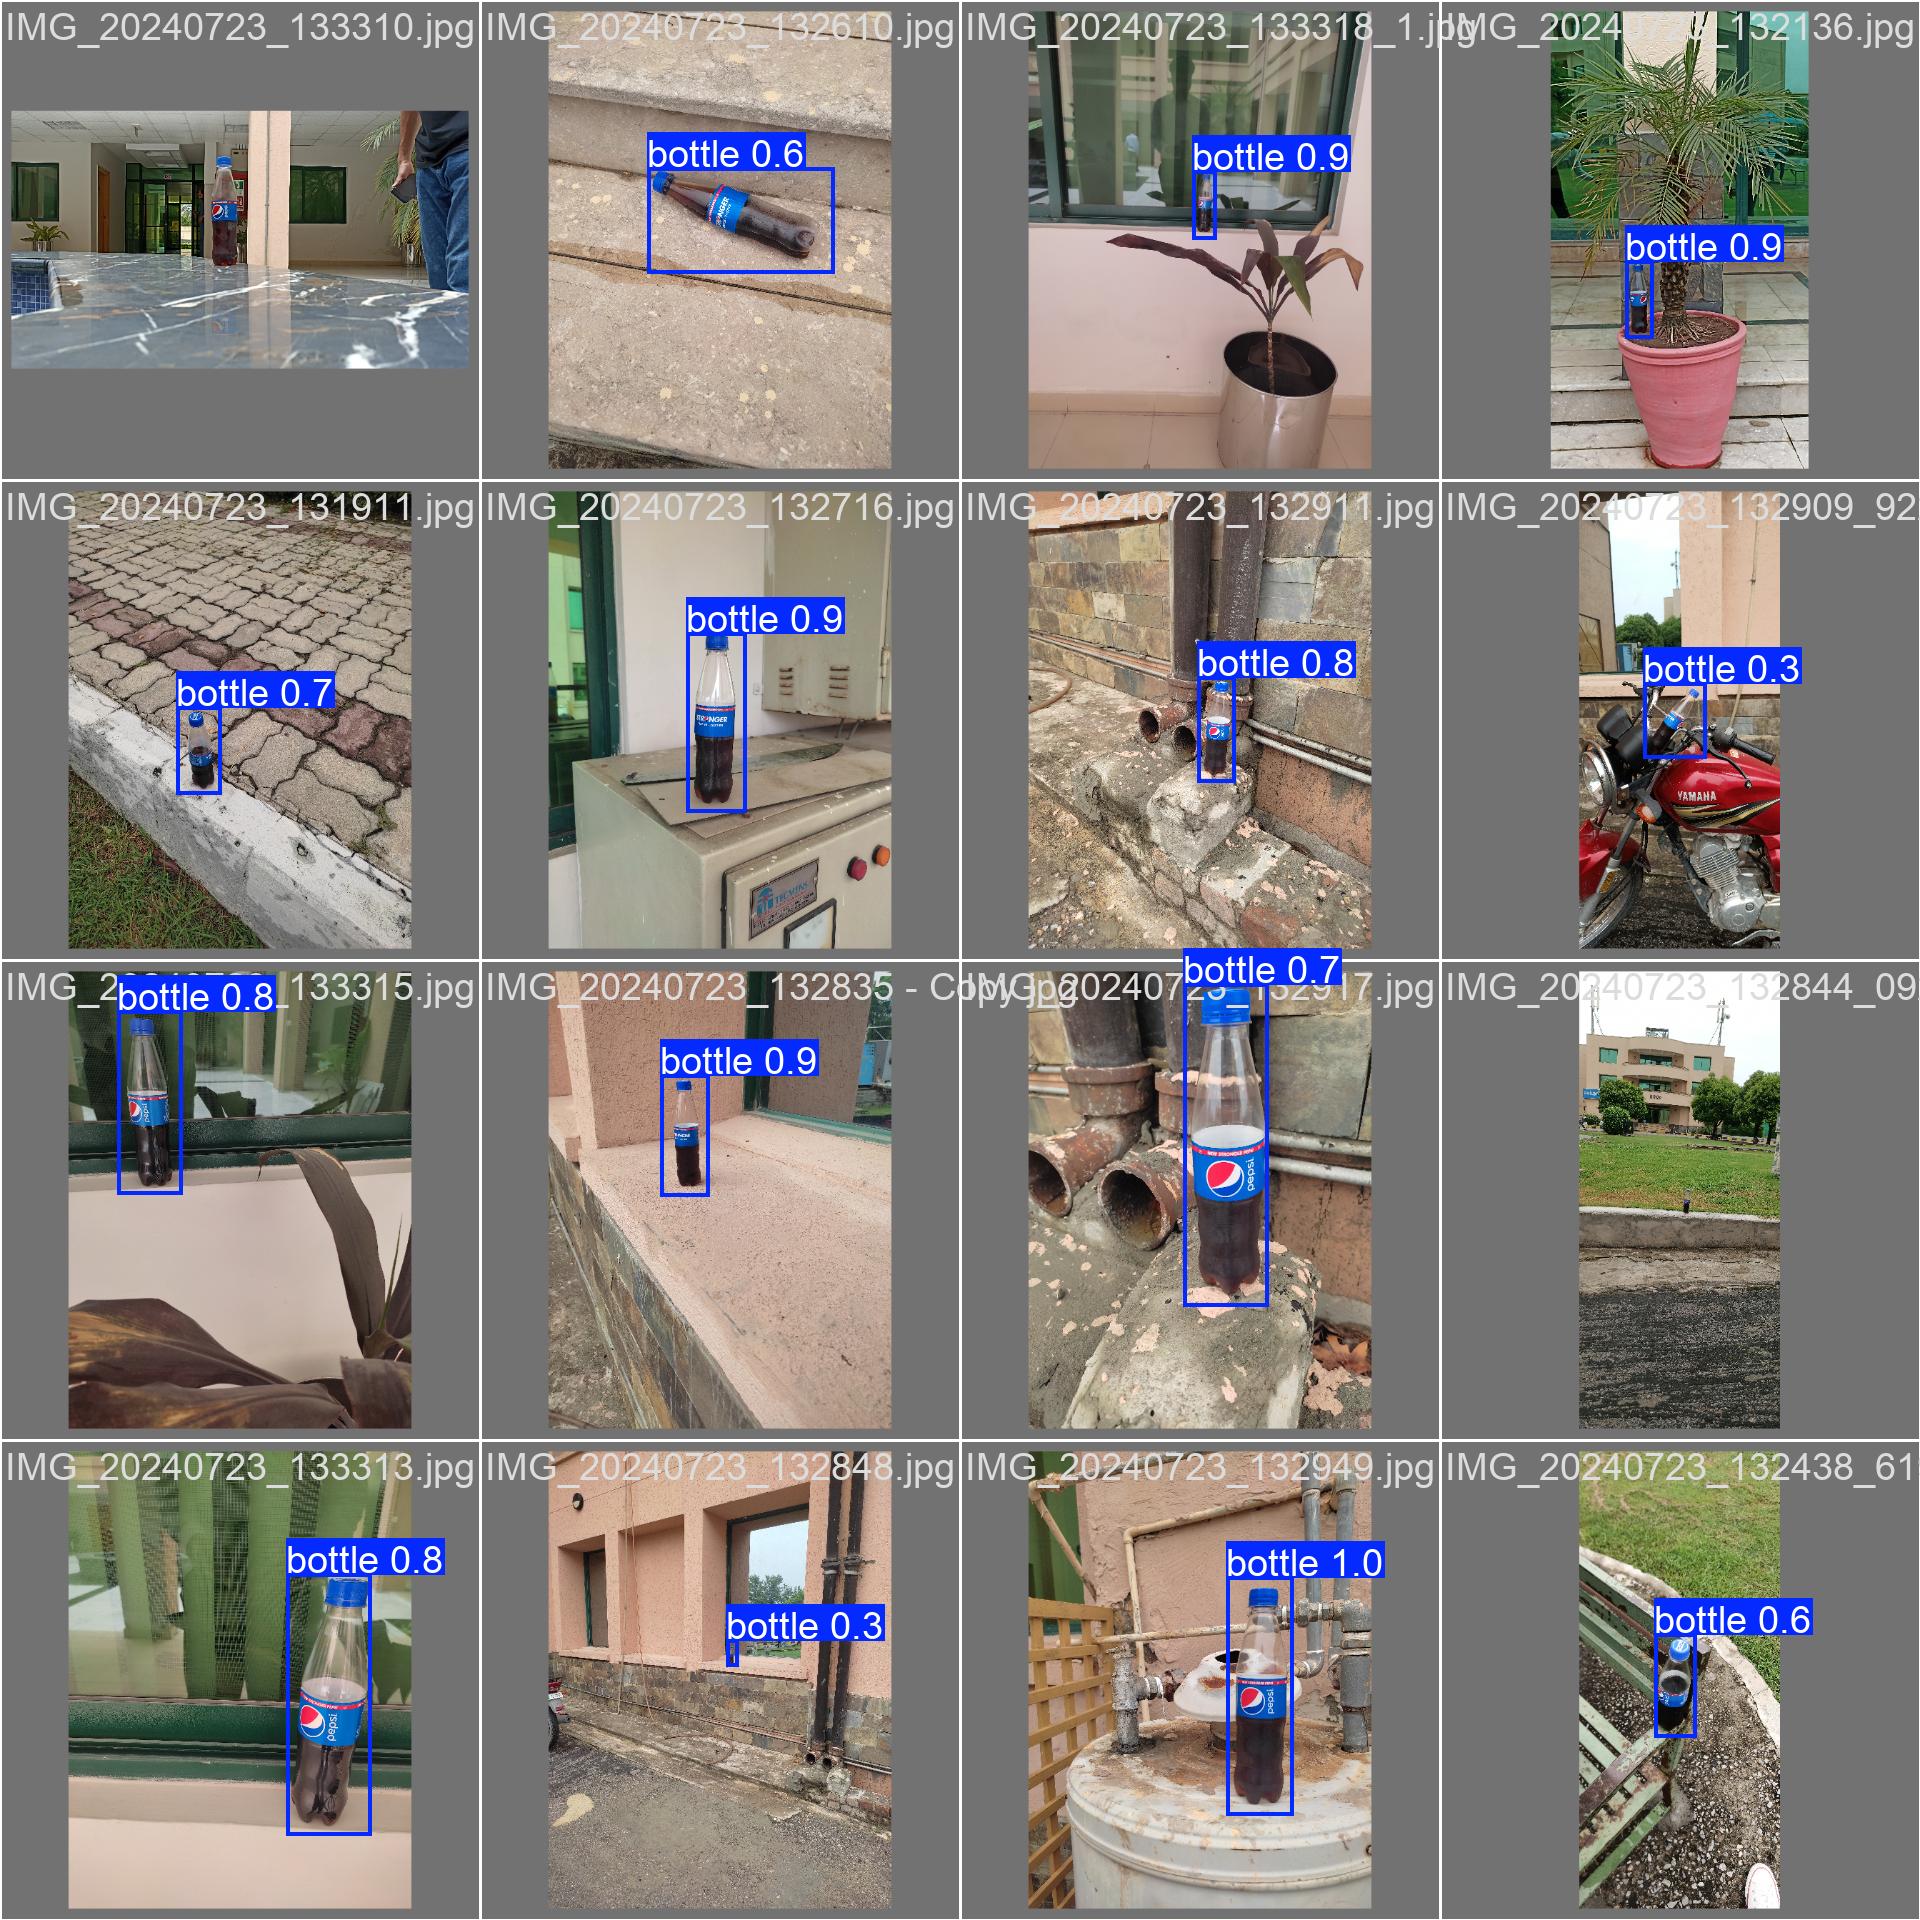 IMG_20240723_133310.jpg
IMG_20240723_132610.jpg
bottle 0.6
IMG_20240723_133318_1.jpg
bottle 0.9
IMG_20240723_132136.jpg
bottle 0.9
IMG_20240723_131911.jpg
bottle 0.7
IMG_20240723_132716.jpg
bottle 0.9
STRONGER
IMG_20240723_132911.jpg
bottle 0.8
IMG_20240723_132909_92
bottle 0.3
YAMAHA
IMG_20240723_133315.jpg
bottle 0.8
pepsi
IMG_20240723_132835 - Copy.jpg
bottle 0.9
IMG_20240723_132917.jpg
bottle 0.7
pepsi
IMG_20240723_132844_09
IMG_20240723_133313.jpg
bottle 0.8
pepsi
IMG_20240723_132848.jpg
bottle 0.3
IMG_20240723_132949.jpg
bottle 1.0
pepsi
IMG_20240723_132438_61
bottle 0.6